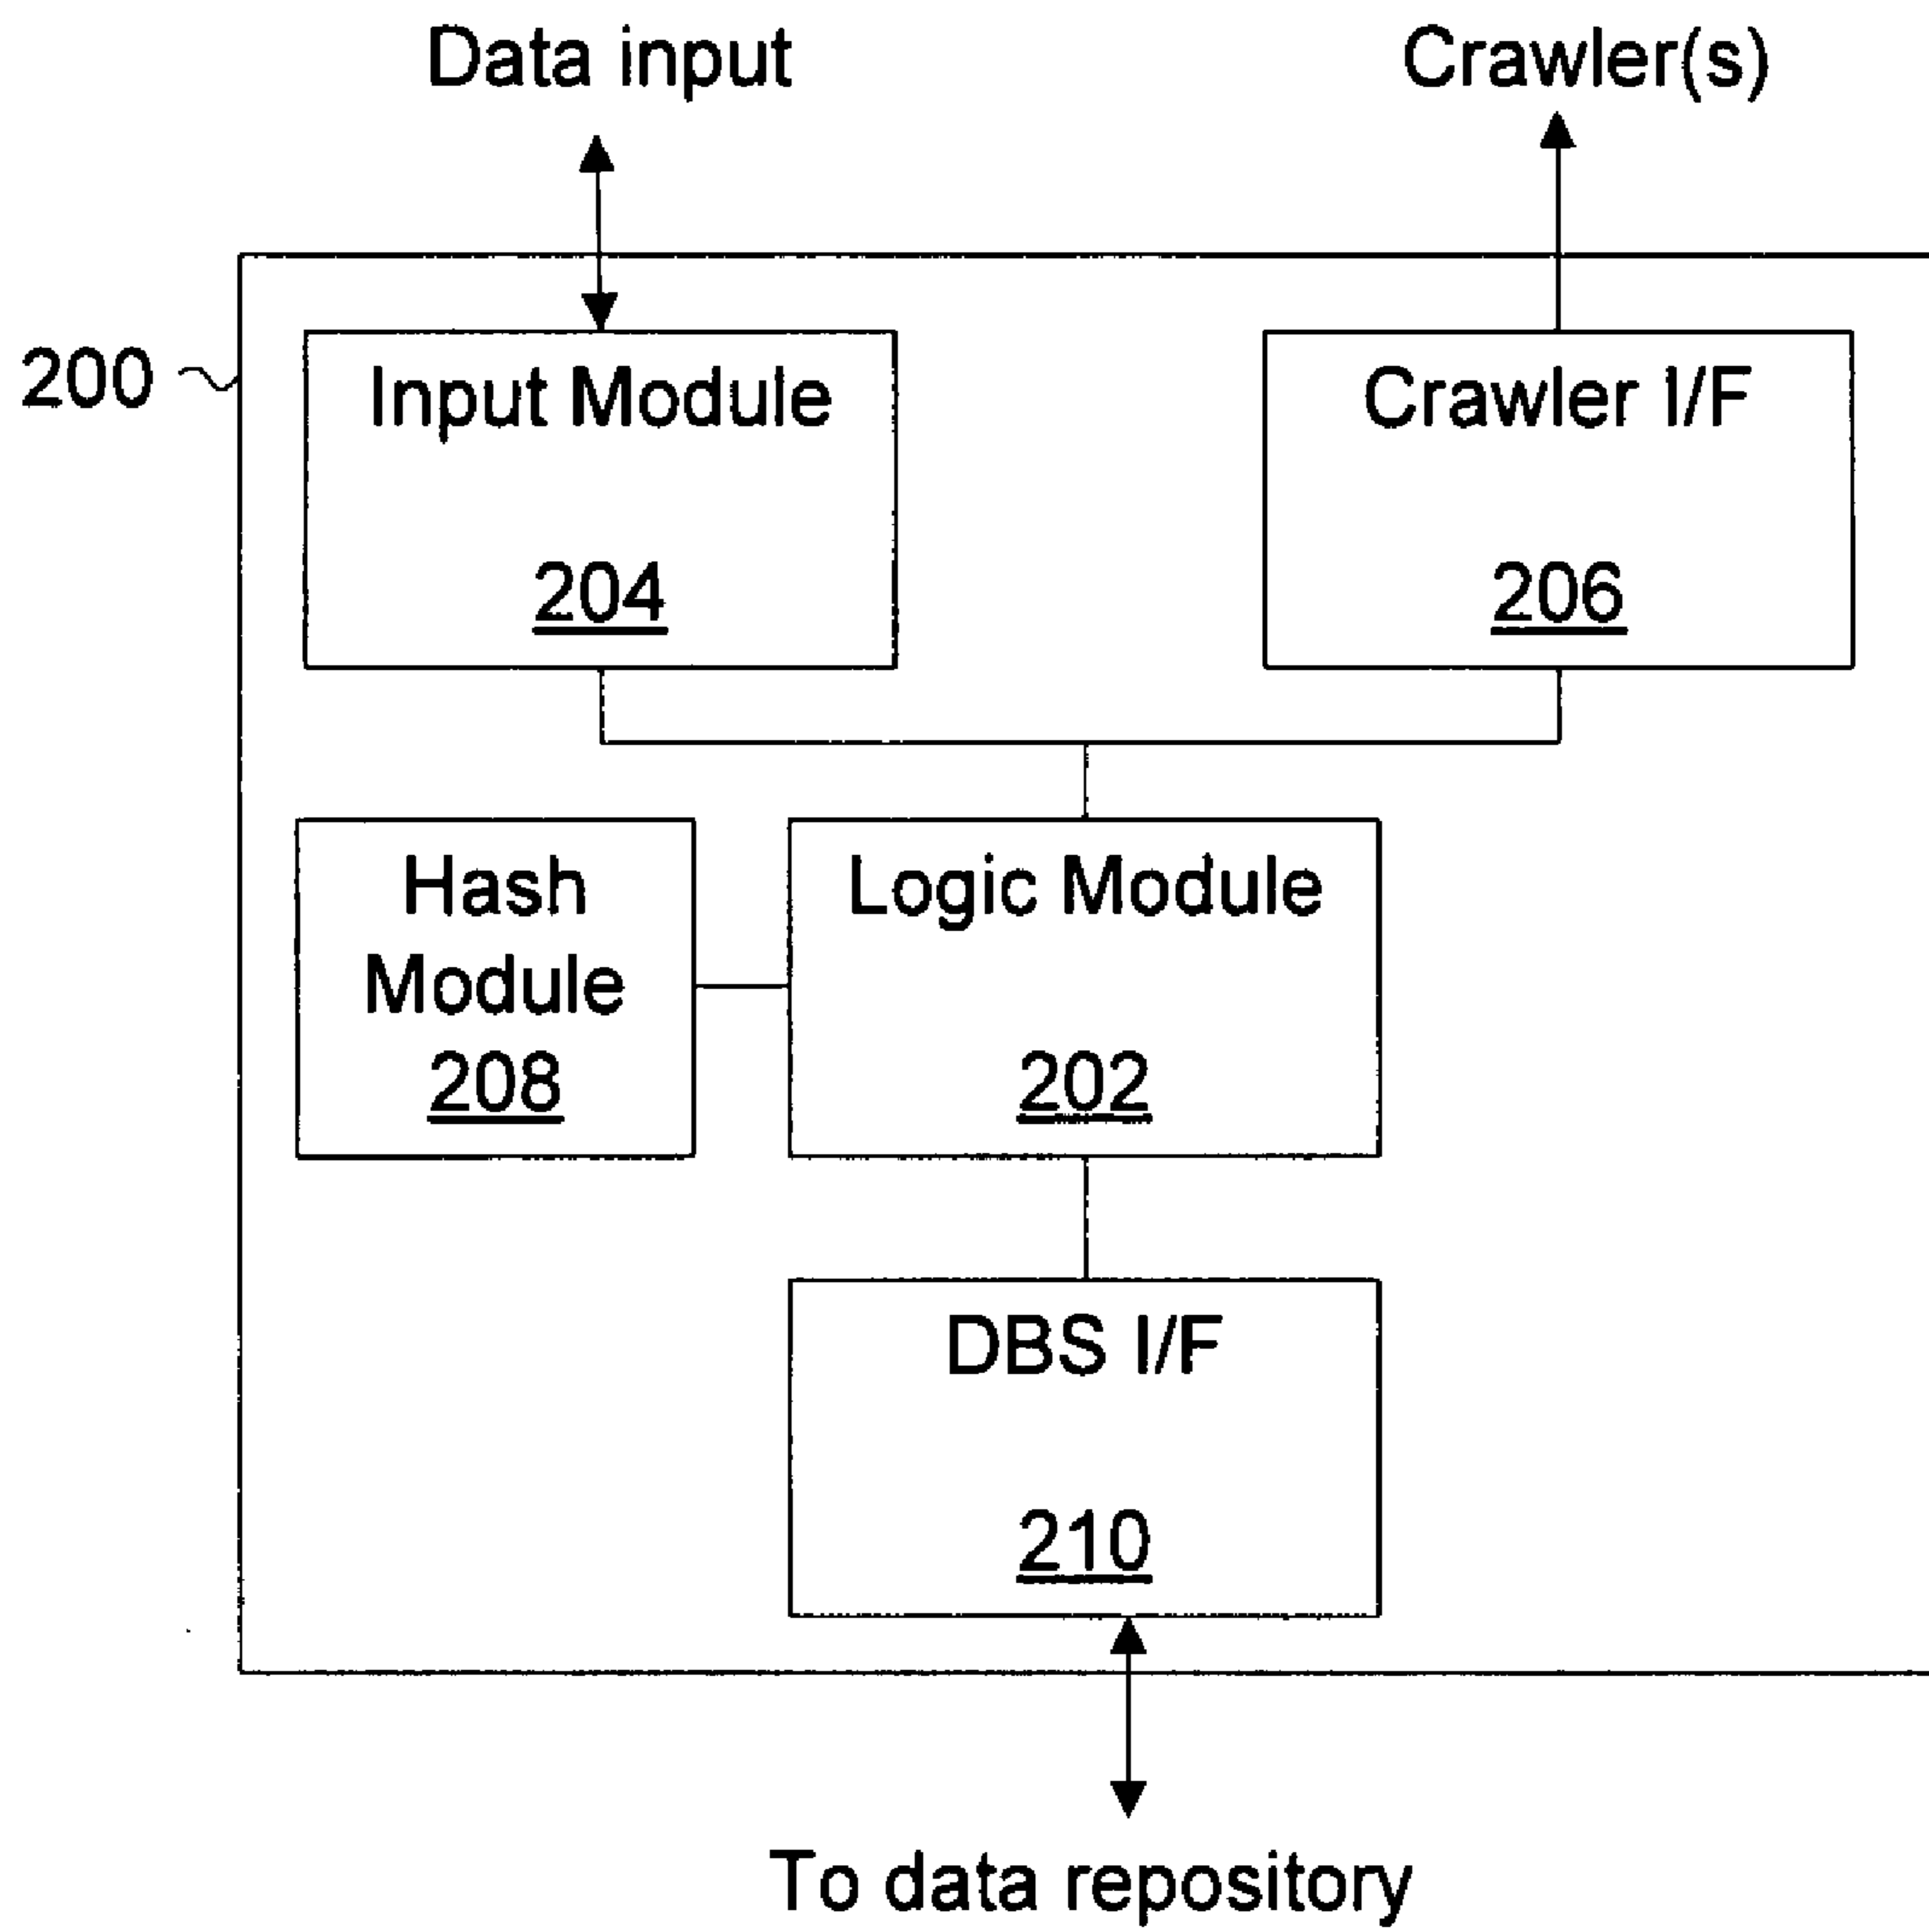 Data input
Crawler(s)
200
Input Module
204
Crawler I/F
206
Hash
Module
208
Logic Module
202
DBS I/F
210
To data repository